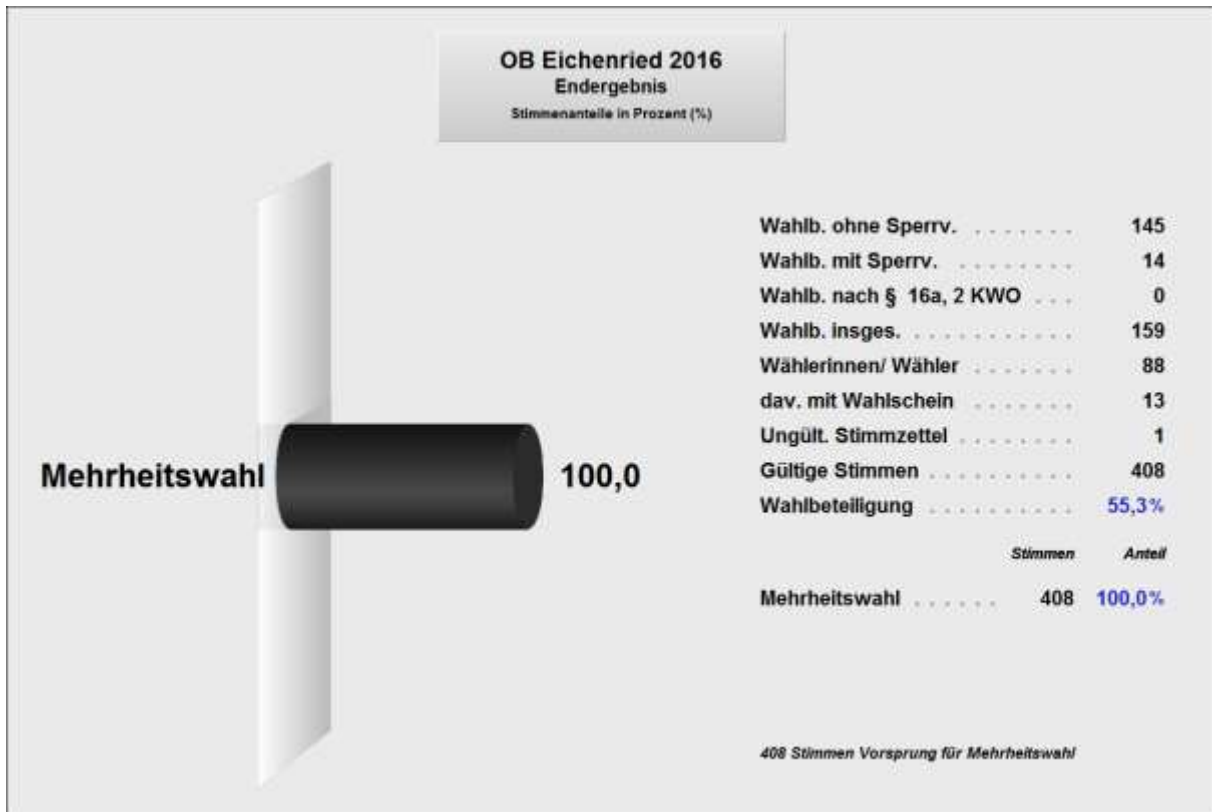 OB Eichenried 2016
Endergebnis
Stimmenanteile in Prozent (%)
Mehrheitswahl 100,0
Wahlb. ohne Sperrv. . . . . . . . 145
Wahlb. mit Sperrv. . . . . . . . . 14
Wahlb. nach § 16a, 2 KWO . . . 0
Wahlb. insges. . . . . . . . . . . . 159
Wählerinnen/ Wähler . . . . . . . 88
dav. mit Wahlschein . . . . . . . 13
Ungült. Stimmzettel . . . . . . . . 1
Gültige Stimmen . . . . . . . . . . 408
Wahlbeteiligung . . . . . . . . . . 55,3%
Stimmen Anteil
Mehrheitswahl . . . . . . 408 100,0%
408 Stimmen Vorsprung für Mehrheitswahl